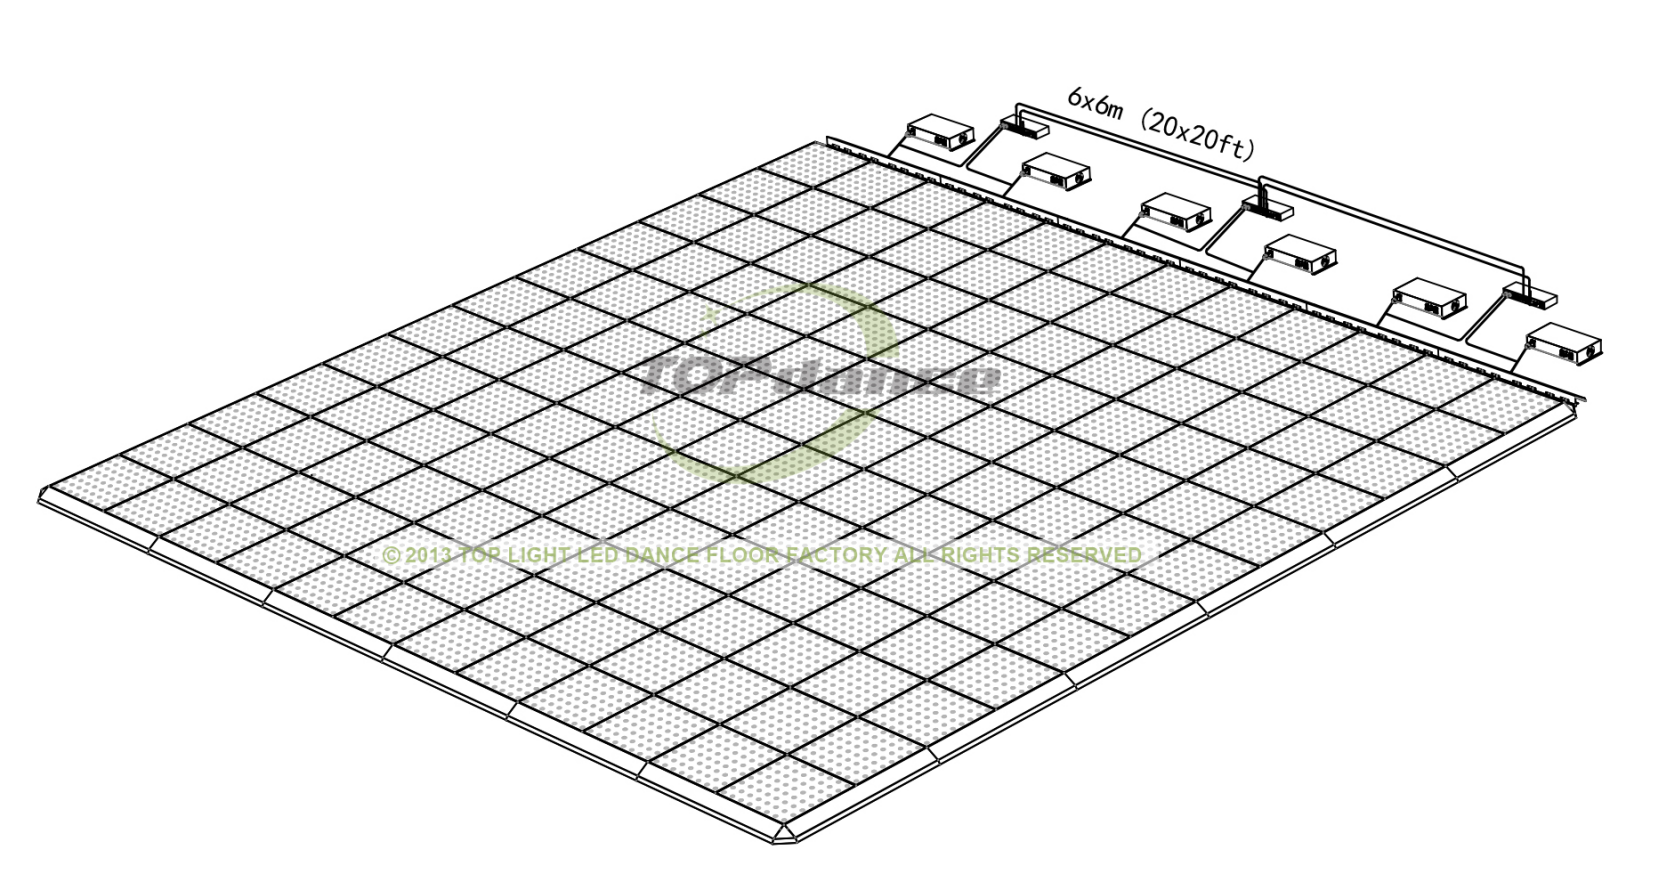 6x6m (20x20ft)
TOPdance
© 2013 TOP LIGHT LED DANCE FLOOR FACTORY ALL RIGHTS RESERVED